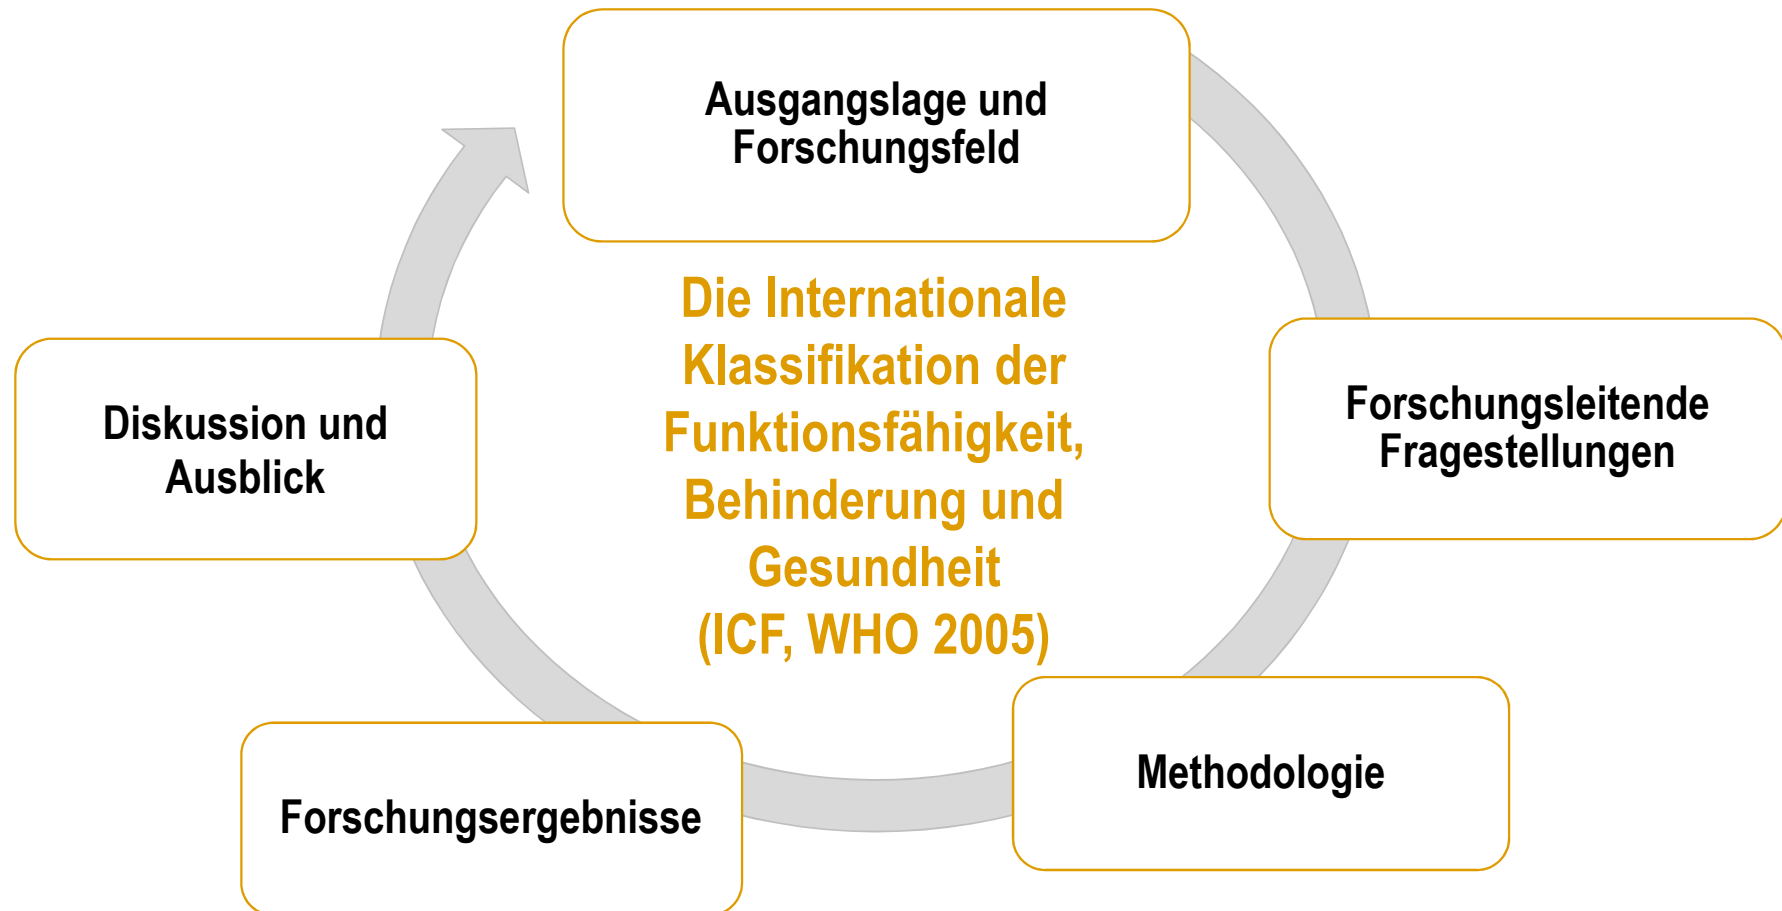 Ausgangslage und
Forschungsfeld
Die Internationale
Klassifikation der
Funktionsfähigkeit,
Behinderung und
Gesundheit
(ICF, WHO 2005)
Forschungsleitende
Fragestellungen
Methodologie
Forschungsergebnisse
Diskussion und
Ausblick